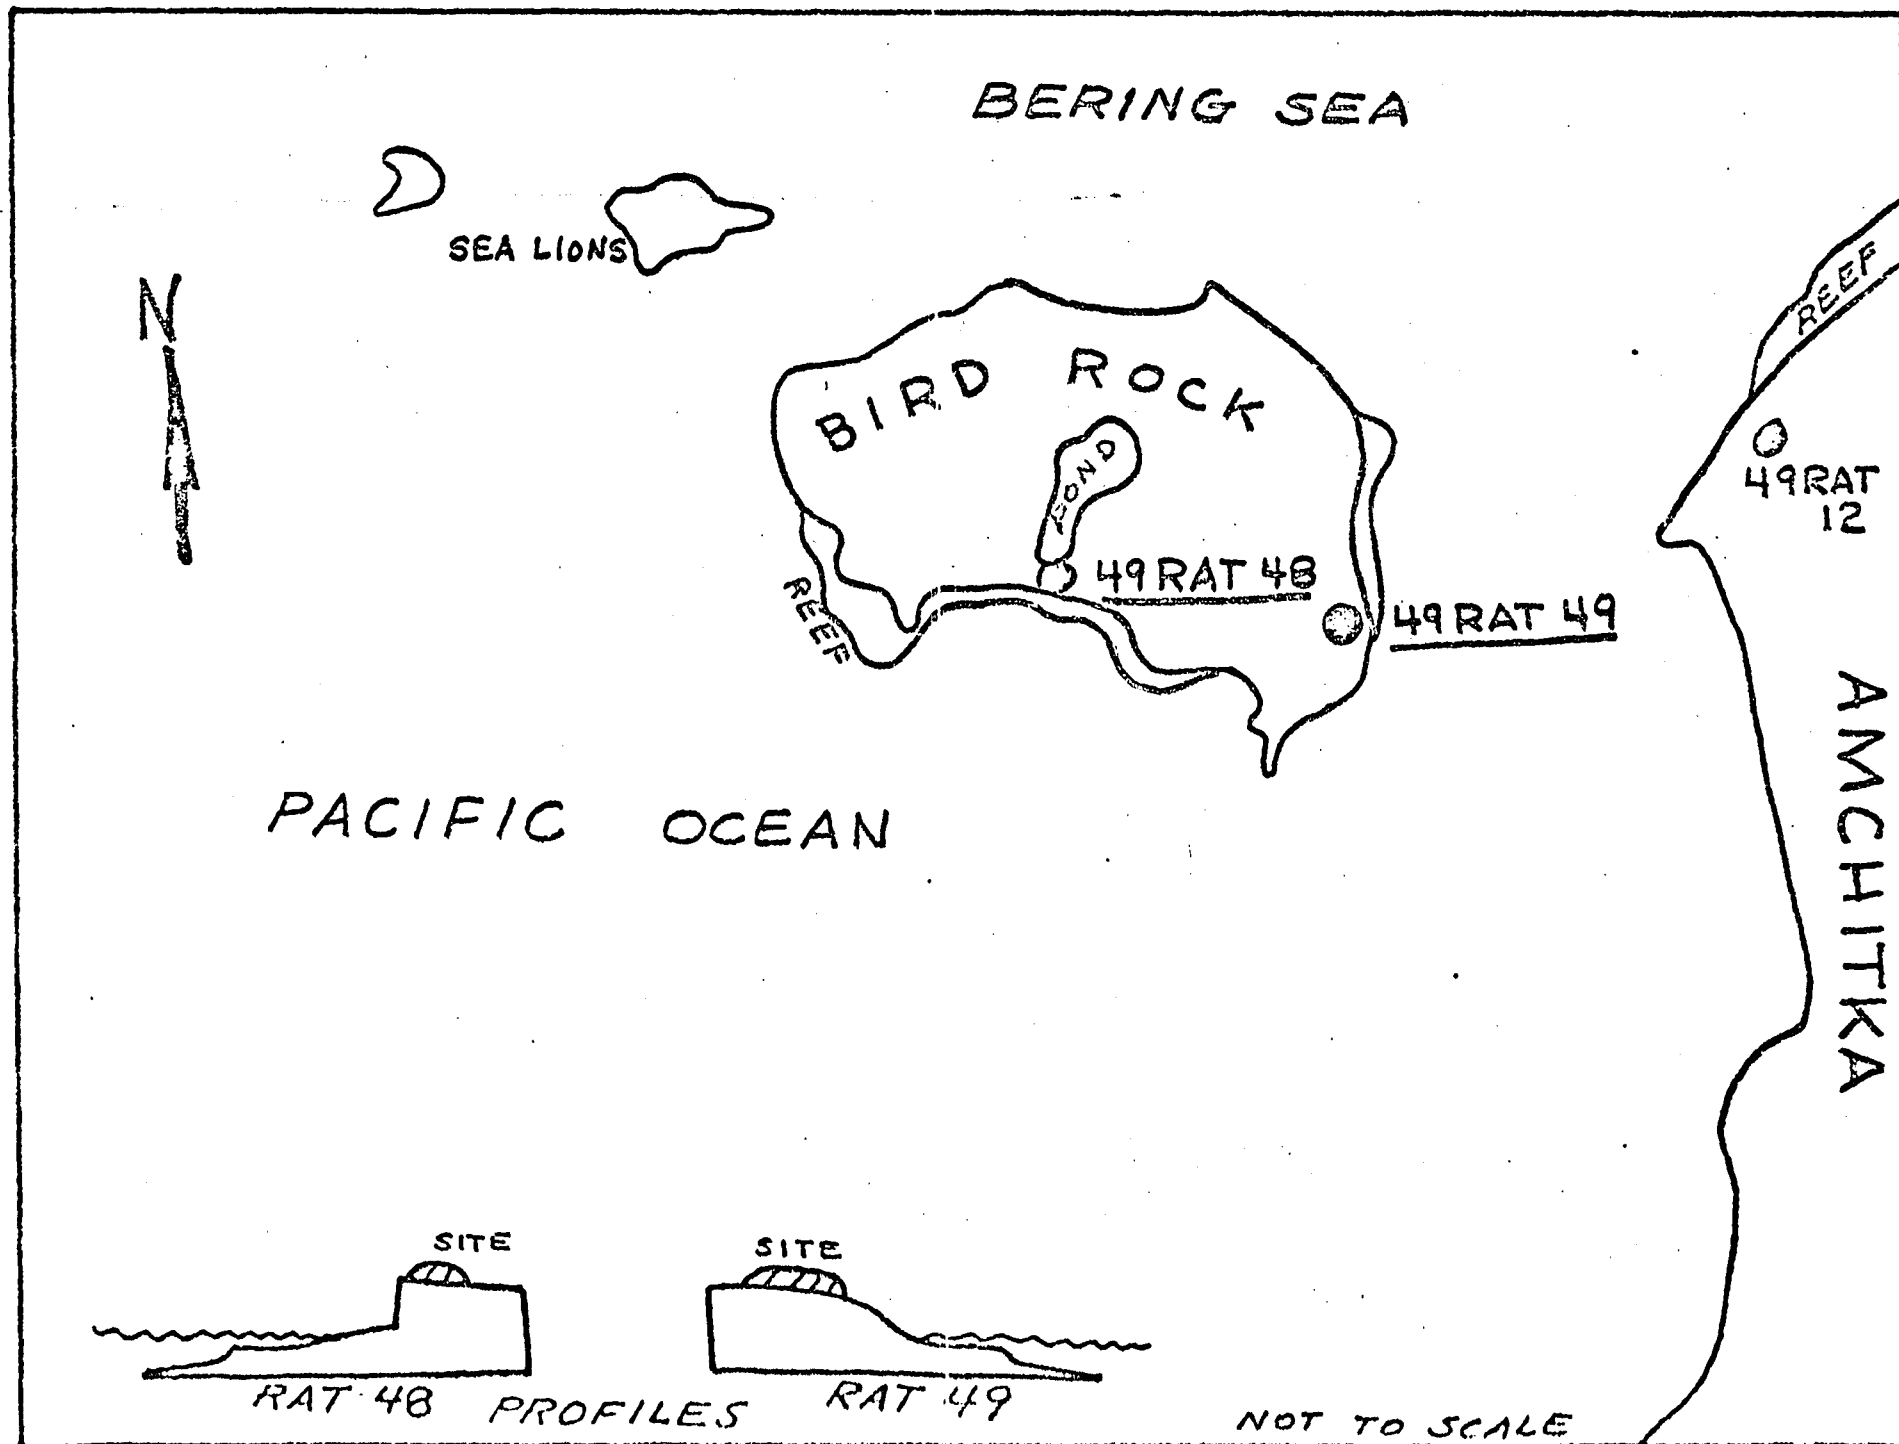 BERING SEA
SEA LIONS
N
REEF
BIRD ROCK
POND
49 RAT
12
49 RAT 48
REEF
49 RAT 49
AMCHITKA
PACIFIC OCEAN
SITE
SITE
RAT 48
PROFILES
RAT 49
NOT TO SCALE